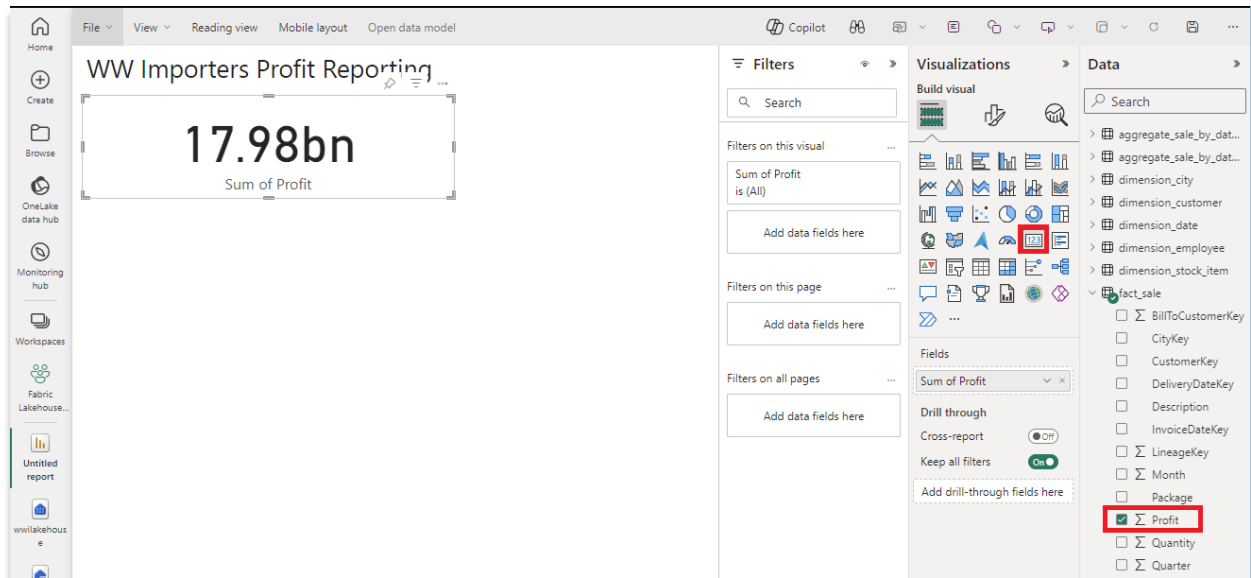 File View Reading view Mobile layout Open data model Copilot ...
Home
Create
Browse
OneLake
data hub
Monitoring
hub
Workspaces
Fabric
Lakehouse...
Untitled
report
wwilakehous
e
WW Importers Profit Reporting
...
17.98bn
Sum of Profit
Filters
Search
Filters on this visual ...
Sum of Profit
is (All)
Add data fields here
Filters on this page ...
Add data fields here
Filters on all pages ...
Add data fields here
Visualizations
Build visual
123
...
Fields
Sum of Profit
Drill through
Cross-report Off
Keep all filters On
Add drill-through fields here
Data
Search
aggregate_sale_by_dat...
aggregate_sale_by_dat...
dimension_city
dimension_customer
dimension_date
dimension_employee
dimension_stock_item
fact_sale
∑ BillToCustomerKey
CityKey
CustomerKey
DeliveryDateKey
Description
InvoiceDateKey
∑ LineageKey
∑ Month
Package
∑ Profit
∑ Quantity
∑ Quarter